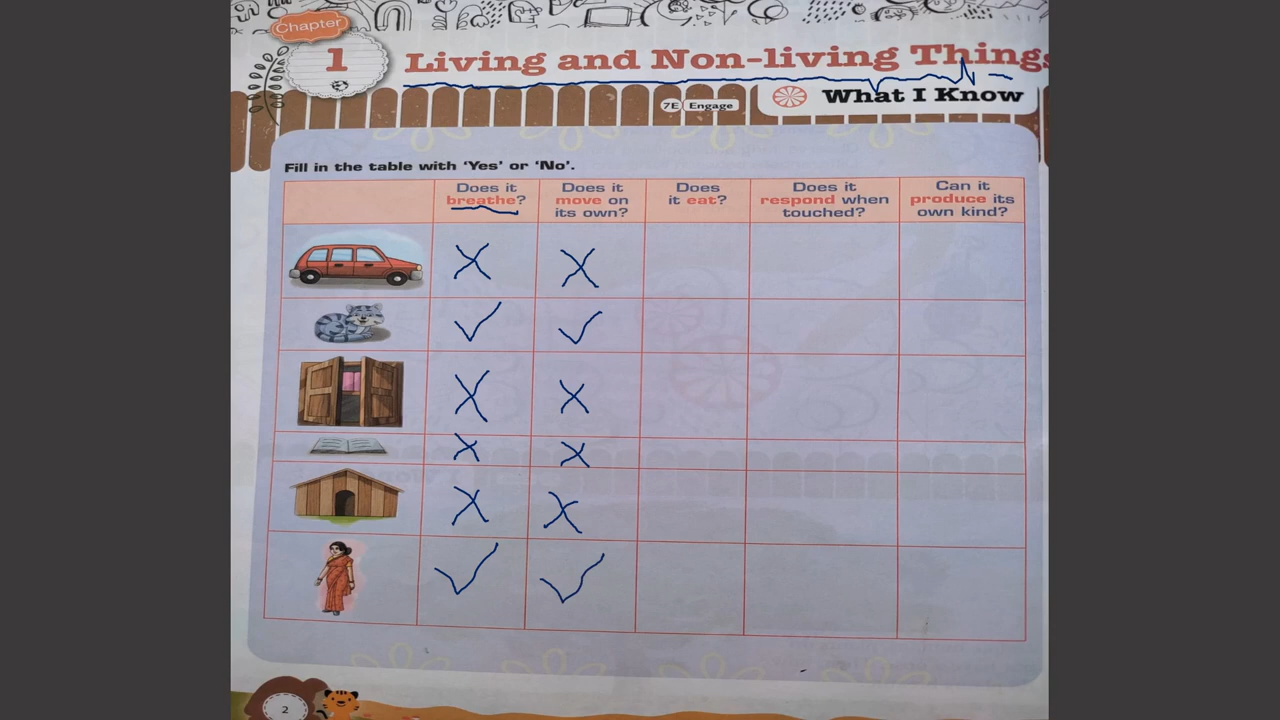 Chapter
1
Living and Non-living Things
7E Engage
What I Know
Fill in the table with ‘Yes’ or ‘No’.
Does it breathe?
Does it move on its own?
Does it eat?
Does it respond when touched?
Can it produce its own kind?
X X
✓ ✓
X X
X X
X X
✓ ✓
2